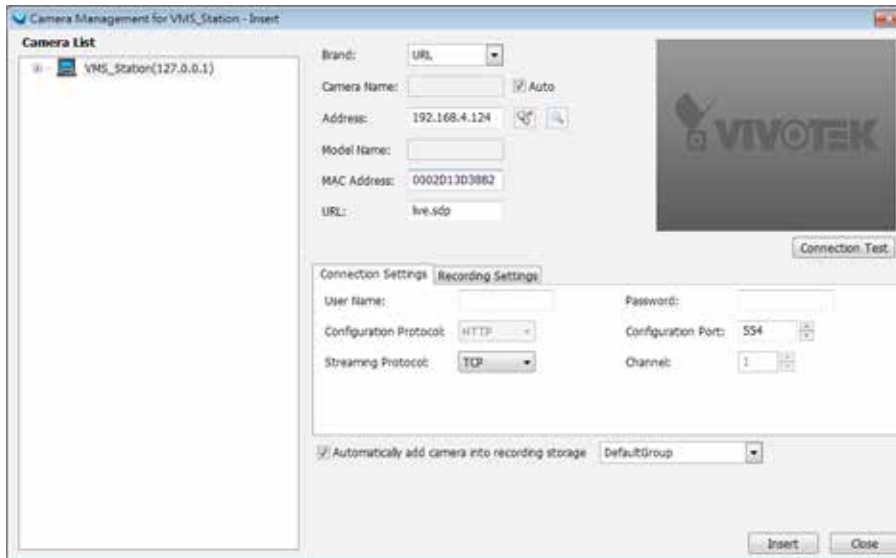 Camera Management for VMS_Station - Insert
Camera List
VMS_Station(127.0.0.1)
Brand: URL
Camera Name: Auto
Address: 192.168.4.124
Model Name:
MAC Address: 0002D13D3882
URL: live.sdp
VIVOTEK
Connection Test
Connection Settings Recording Settings
User Name: Password:
Configuration Protocol: HTTP Configuration Port: 554
Streaming Protocol: TCP Channel: 1
Automatically add camera into recording storage DefaultGroup
Insert Close